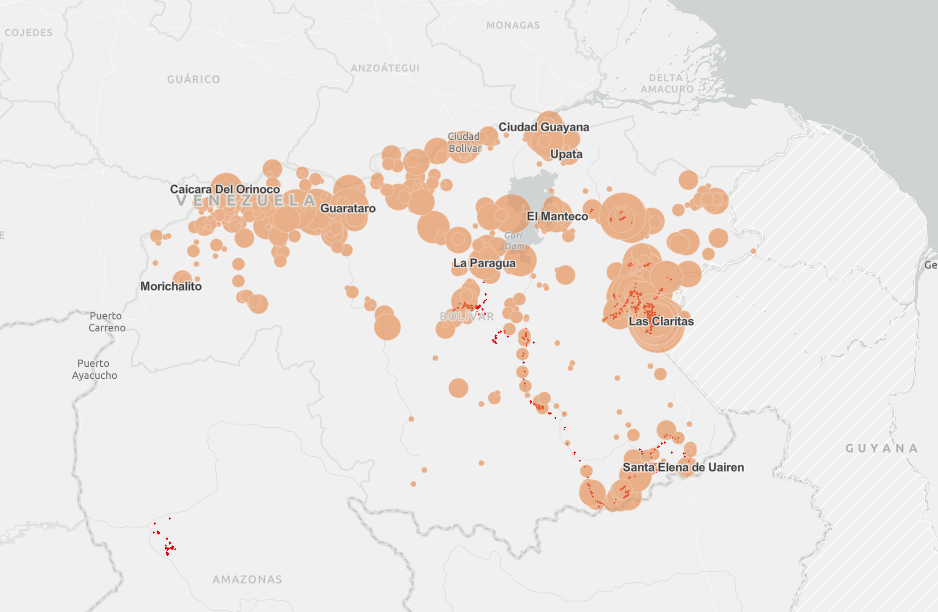 MONAGAS
COJEDES
ANZOÁTEGUI
GUÁRICO
DELTA
AMACURO
Ciudad Guayana
Ciudad
Bolivar
Upata
Caicara Del Orinoco
VENEZUELA
Guarataro
El Manteco
Guri
Dam
La Paragua
Ge
Morichalito
Puerto
Carreno
BOLÍVAR
Las Claritas
Puerto
Ayacucho
GUYANA
Santa Elena de Uairen
AMAZONAS